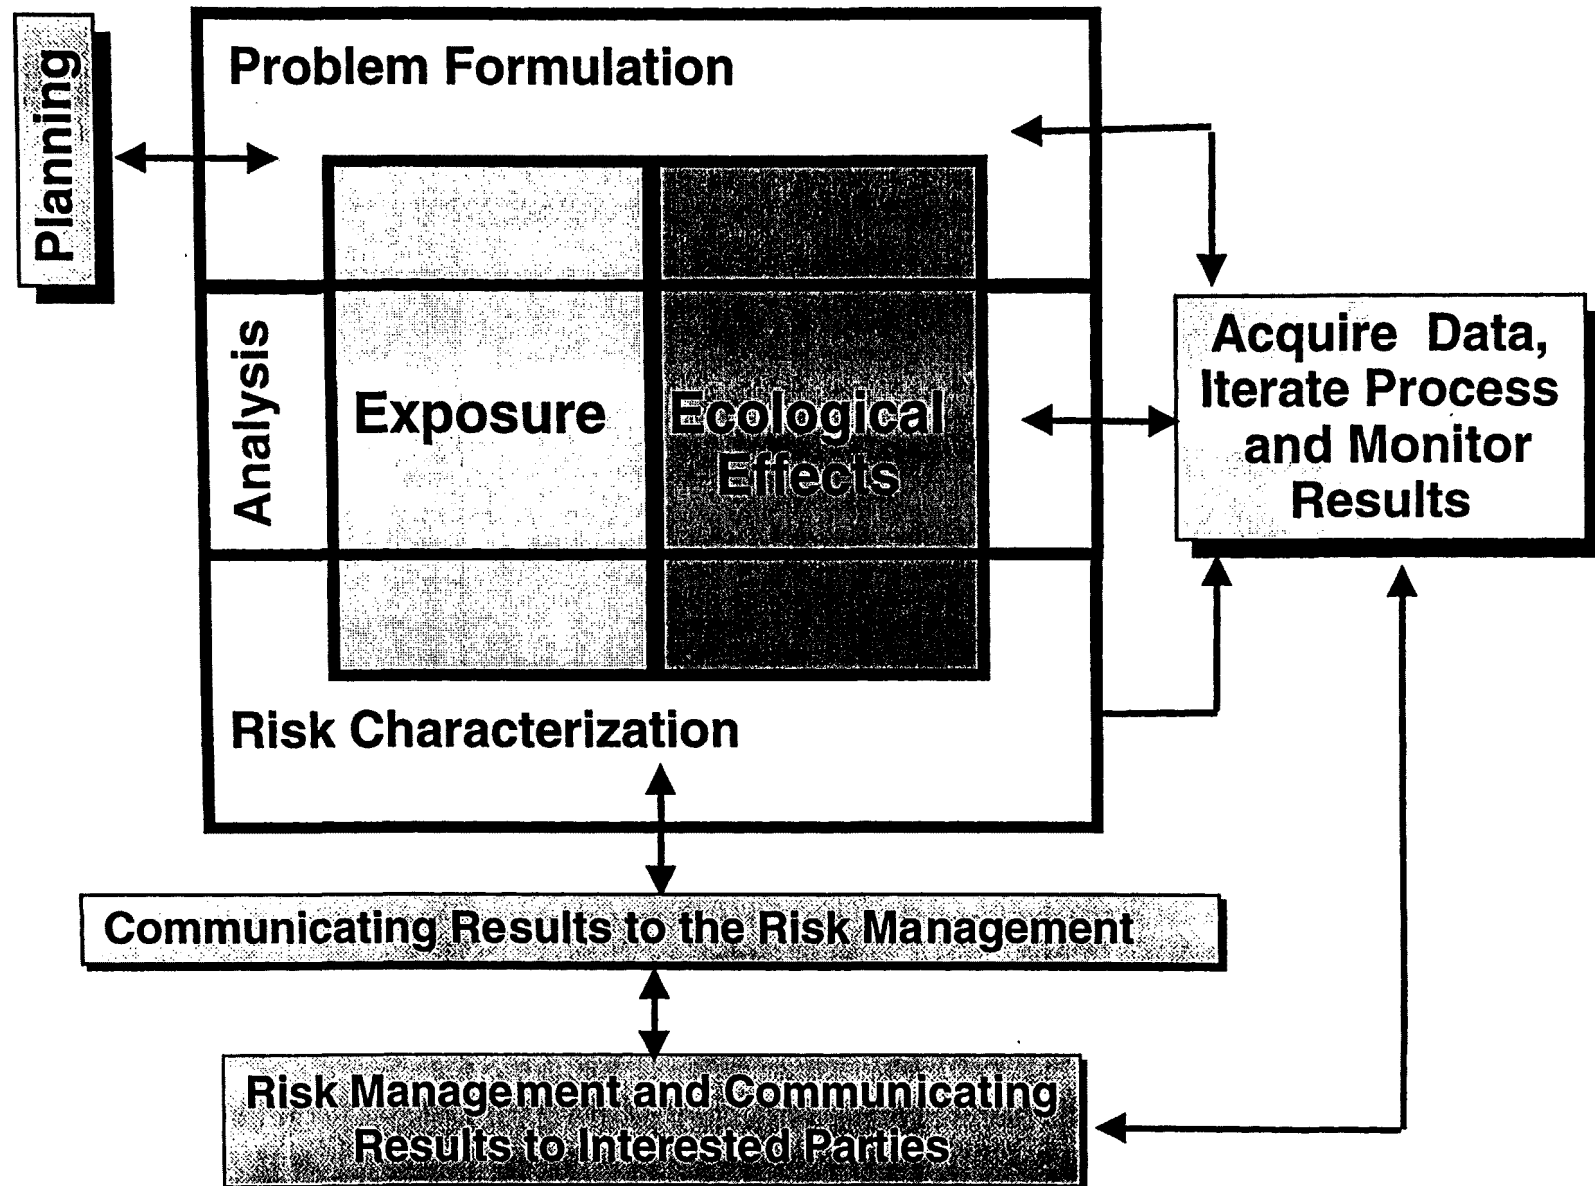 Planning
Problem Formulation
Analysis
Exposure
Ecological
Effects
Acquire Data,
Iterate Process
and Monitor
Results
Risk Characterization
Communicating Results to the Risk Management
Risk Management and Communicating
Results to Interested Parties